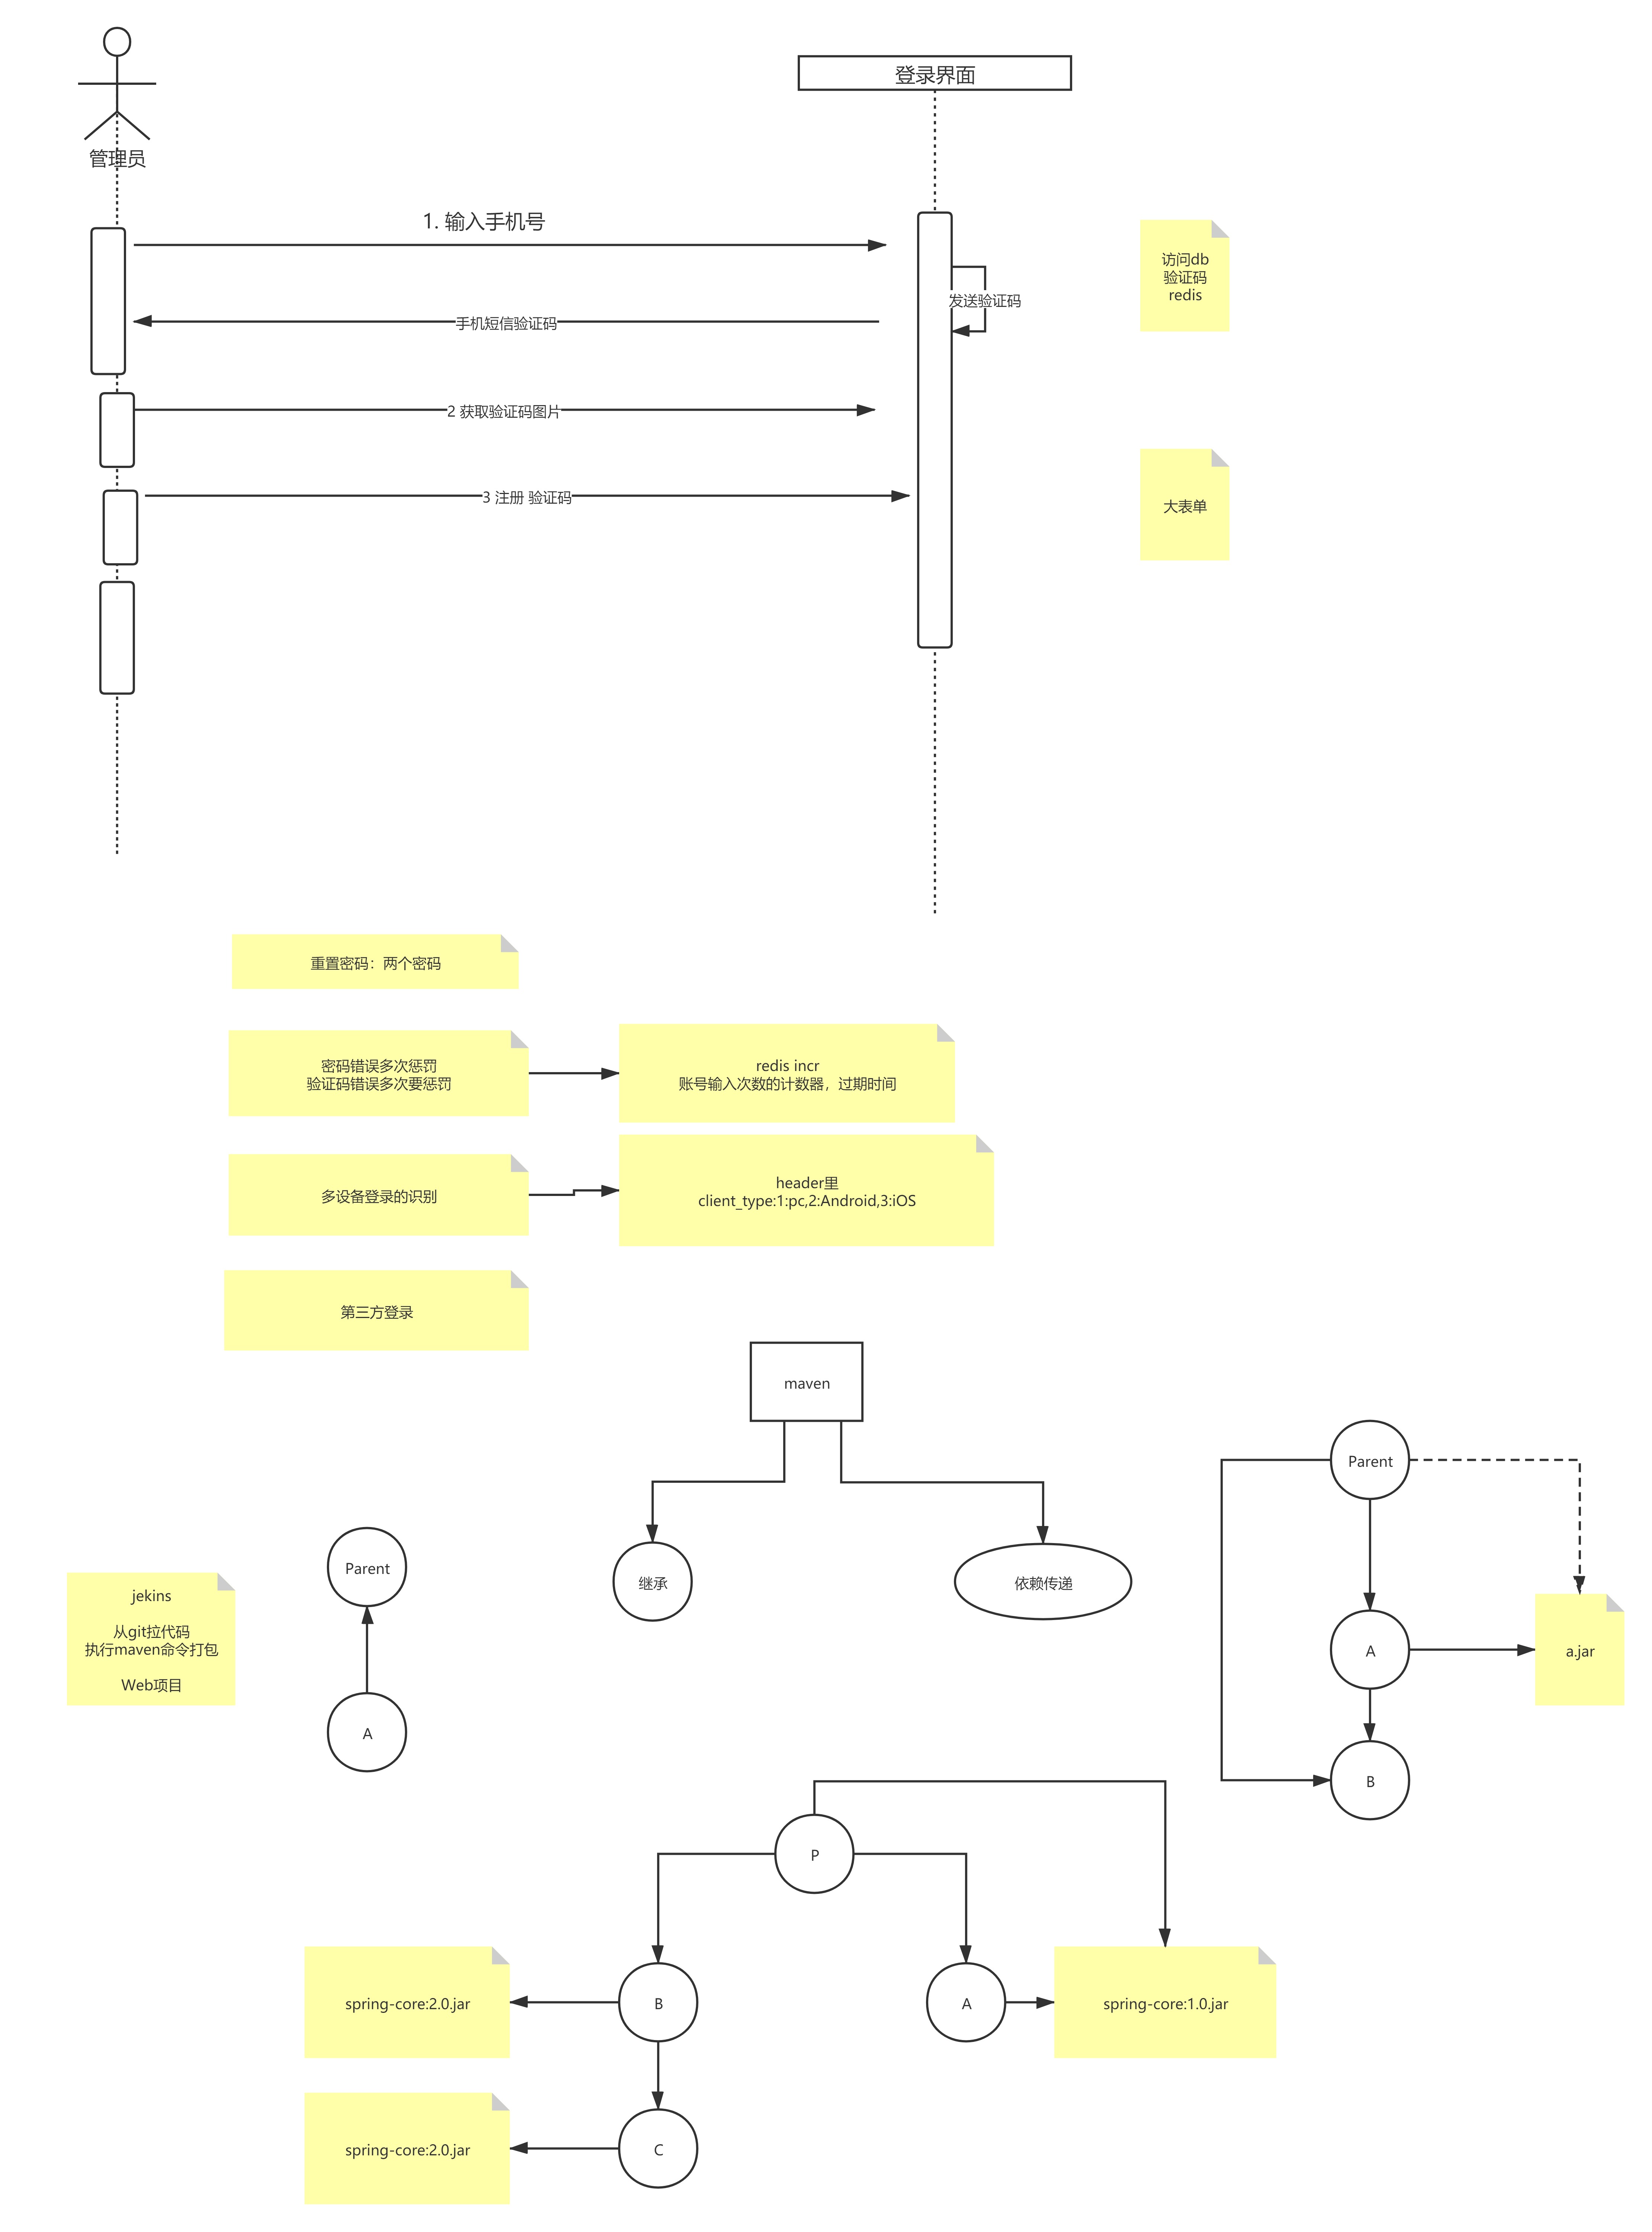 管理员
登录界面
1. 输入手机号
发送验证码
访问db
验证码
redis
手机短信验证码
2 获取验证码图片
3 注册 验证码
大表单
重置密码：两个密码
密码错误多次惩罚
验证码错误多次要惩罚
redis incr
账号输入次数的计数器，过期时间
多设备登录的识别
header里
client_type:1:pc,2:Android,3:iOS
第三方登录
maven
继承
依赖传递
Parent
A
jekins
从git拉代码
执行maven命令打包
Web项目
Parent
A
a.jar
B
P
B
A
spring-core:2.0.jar
spring-core:1.0.jar
C
spring-core:2.0.jar